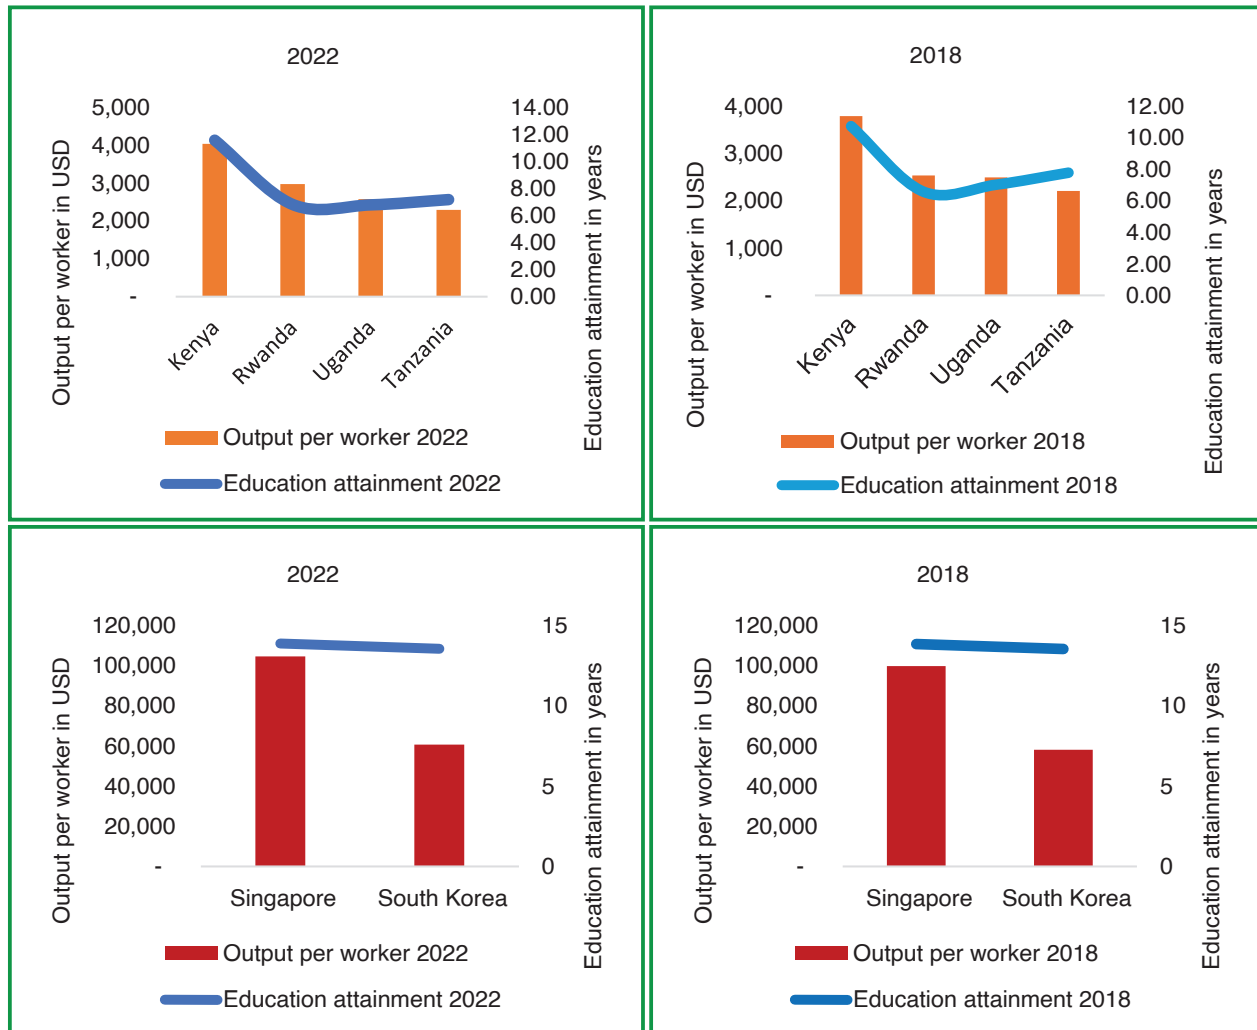 2022
Output per worker in USD
5,000
4,000
3,000
2,000
1,000
-
14.00
12.00
10.00
8.00
6.00
4.00
2.00
0.00
Education attainment in years
Kenya
Rwanda
Uganda
Tanzania
Output per worker 2022
Education attainment 2022
2018
Output per worker in USD
4,000
3,000
2,000
1,000
-
12.00
10.00
8.00
6.00
4.00
2.00
0.00
Education attainment in years
Kenya
Rwanda
Uganda
Tanzania
Output per worker 2018
Education attainment 2018
2022
Output per worker in USD
120,000
100,000
80,000
60,000
40,000
20,000
-
15
10
5
0
Education attainment in years
Singapore
South Korea
Output per worker 2022
Education attainment 2022
2018
Output per worker in USD
120,000
100,000
80,000
60,000
40,000
20,000
-
15
10
5
0
Education attainment in years
Singapore
South Korea
Output per worker 2018
Education attainment 2018